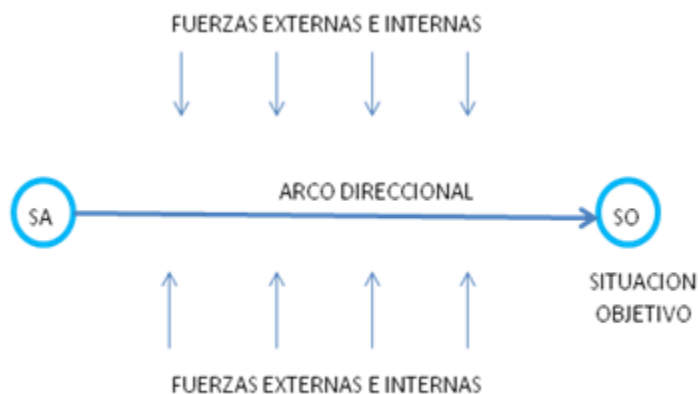 FUERZAS EXTERNAS E INTERNAS
ARCO DIRECCIONAL
SA
SO
SITUACION
OBJETIVO
FUERZAS EXTERNAS E INTERNAS